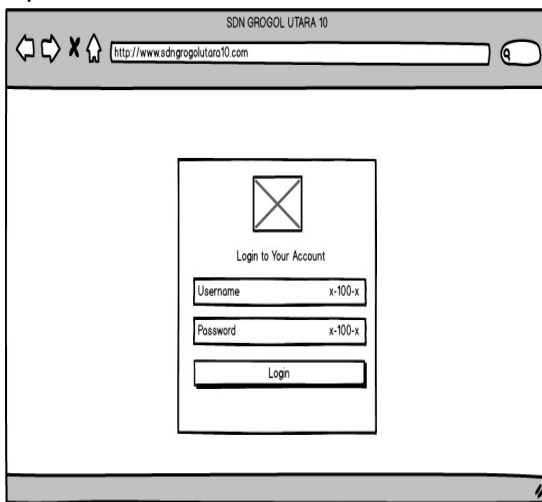 SDN GROGOL UTARA 10
http://www.sdngrogolutara10.com
Login to Your Account
Username x-100-x
Password x-100-x
Login